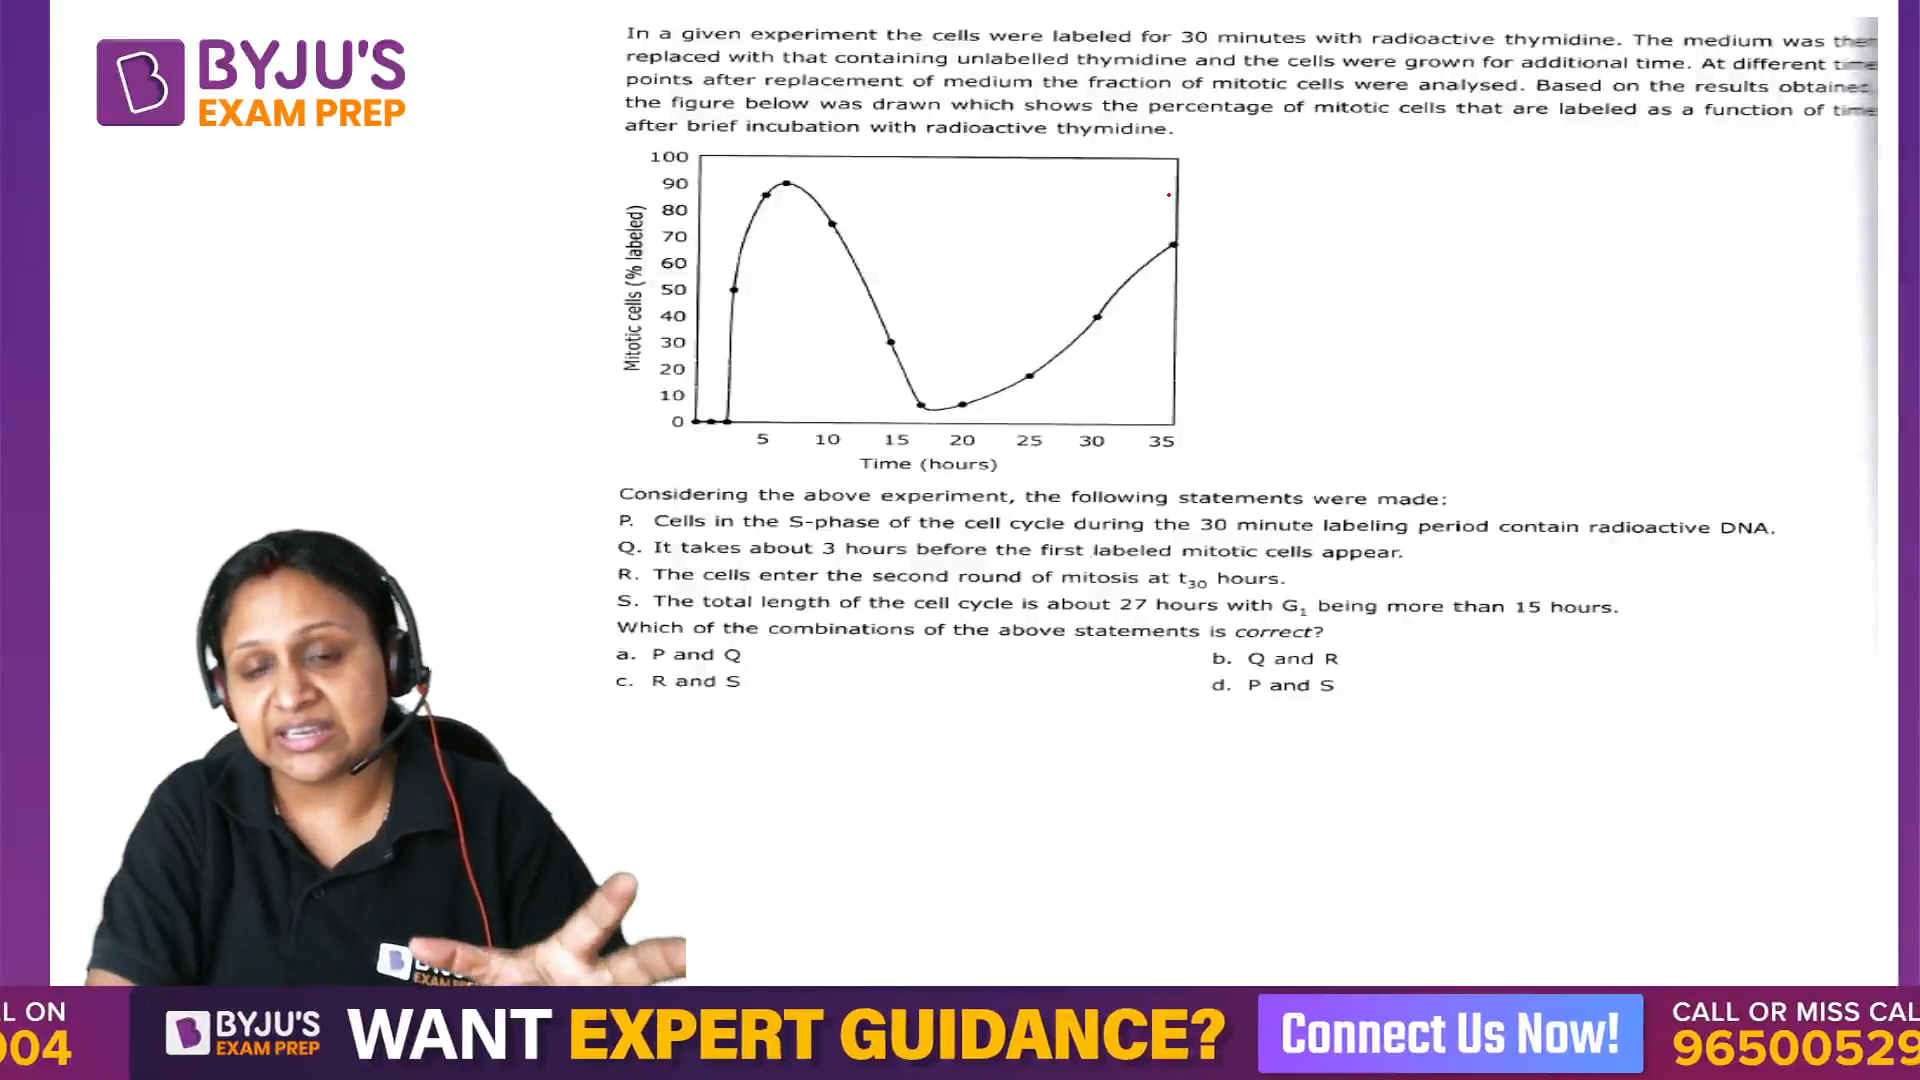 BYJU'S
EXAM PREP
In a given experiment the cells were labeled for 30 minutes with radioactive thymidine. The medium was then
replaced with that containing unlabelled thymidine and the cells were grown for additional time. At different time
points after replacement of medium the fraction of mitotic cells were analysed. Based on the results obtained,
the figure below was drawn which shows the percentage of mitotic cells that are labeled as a function of time
after brief incubation with radioactive thymidine.
100
90
80
70
60
50
40
30
20
10
0
Mitotic cells (% labeled)
5 10 15 20 25 30 35
Time (hours)
Considering the above experiment, the following statements were made:
P. Cells in the S-phase of the cell cycle during the 30 minute labeling period contain radioactive DNA.
Q. It takes about 3 hours before the first labeled mitotic cells appear.
R. The cells enter the second round of mitosis at t30 hours.
S. The total length of the cell cycle is about 27 hours with G1 being more than 15 hours.
Which of the combinations of the above statements is correct?
a. P and Q
b. Q and R
c. R and S
d. P and S
EXAM
L ON
004
BYJU'S
EXAM PREP
WANT EXPERT GUIDANCE?
Connect Us Now!
CALL OR MISS CAL
96500529